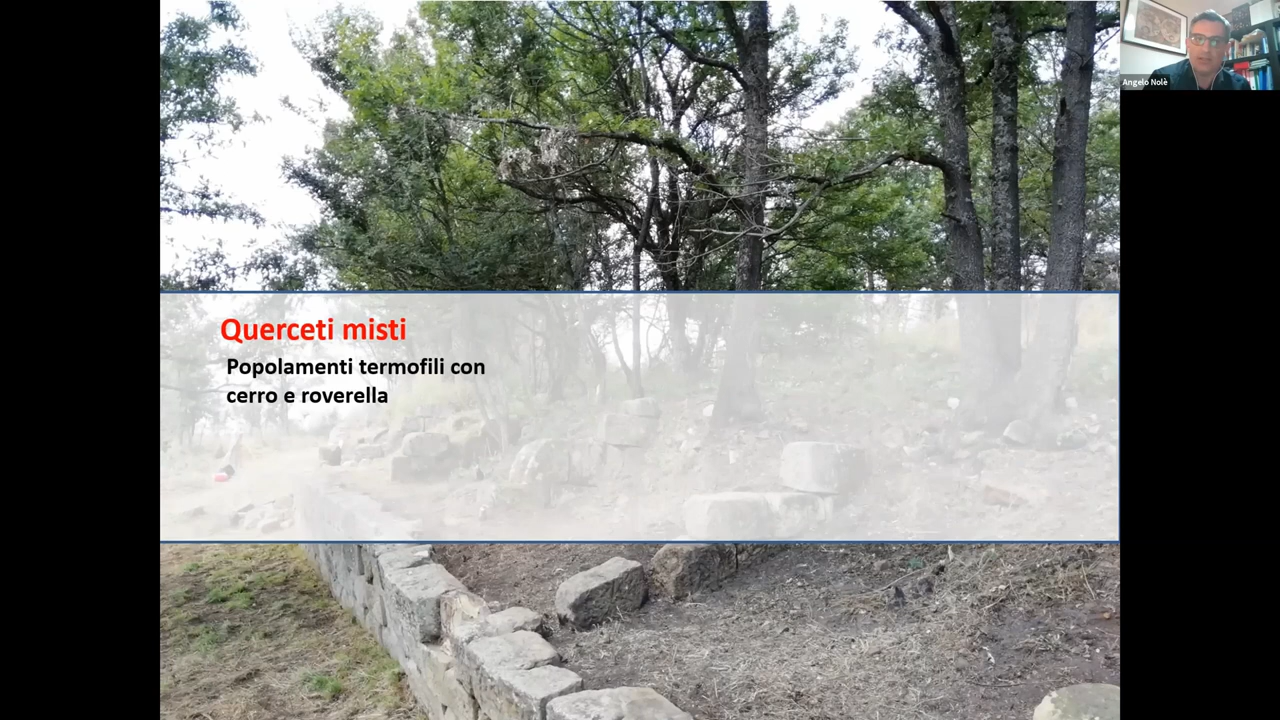 Angelo Nolè
Querceti misti
Popolamenti termofili con
cerro e roverella